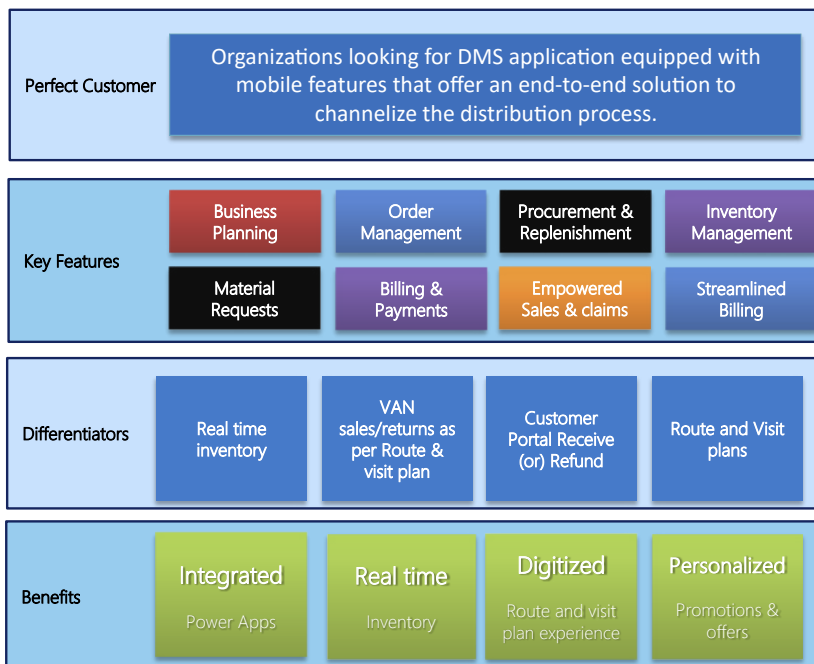 Perfect Customer
Organizations looking for DMS application equipped with
mobile features that offer an end-to-end solution to
channelize the distribution process.
Key Features
Business
Planning
Order
Management
Procurement &
Replenishment
Inventory
Management
Material
Requests
Billing &
Payments
Empowered
Sales & claims
Streamlined
Billing
Differentiators
Real time
inventory
VAN
sales/returns as
per Route &
visit plan
Customer
Portal Receive
(or) Refund
Route and Visit
plans
Benefits
Integrated
Power Apps
Real time
Inventory
Digitized
Route and visit
plan experience
Personalized
Promotions &
offers